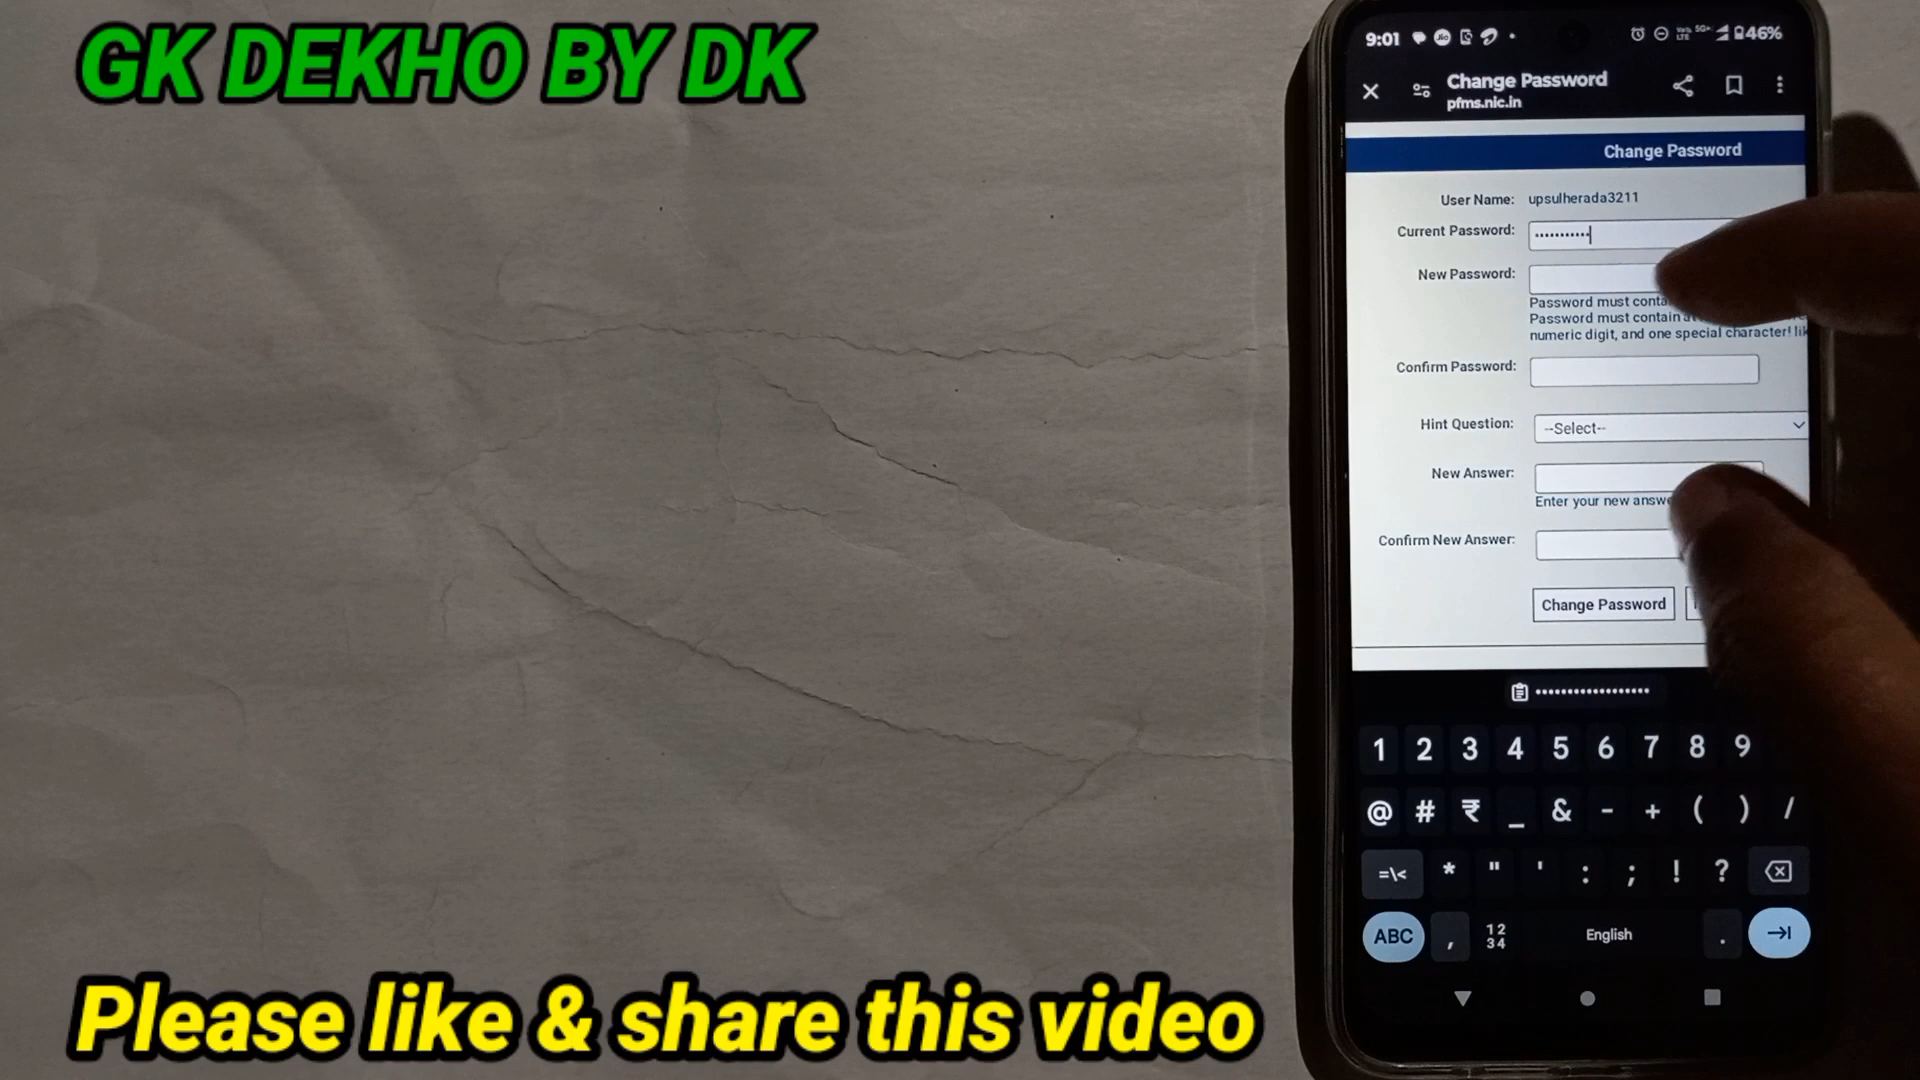 GK DEKHO BY DK
9:01
46%
Change Password
pfms.nic.in
Change Password
User Name: upsulherada3211
Current Password:
New Password:
Password must
Password must contain
numeric digit, and one special character!
Confirm Password:
Hint Question: --Select--
New Answer:
Enter your new
Confirm New Answer:
Change Password
1 2 3 4 5 6 7 8 9
@ # ₹ _ & - + ( ) /
=\< * " ' : ; ! ?
ABC , 12 34 English .
Please like & share this video